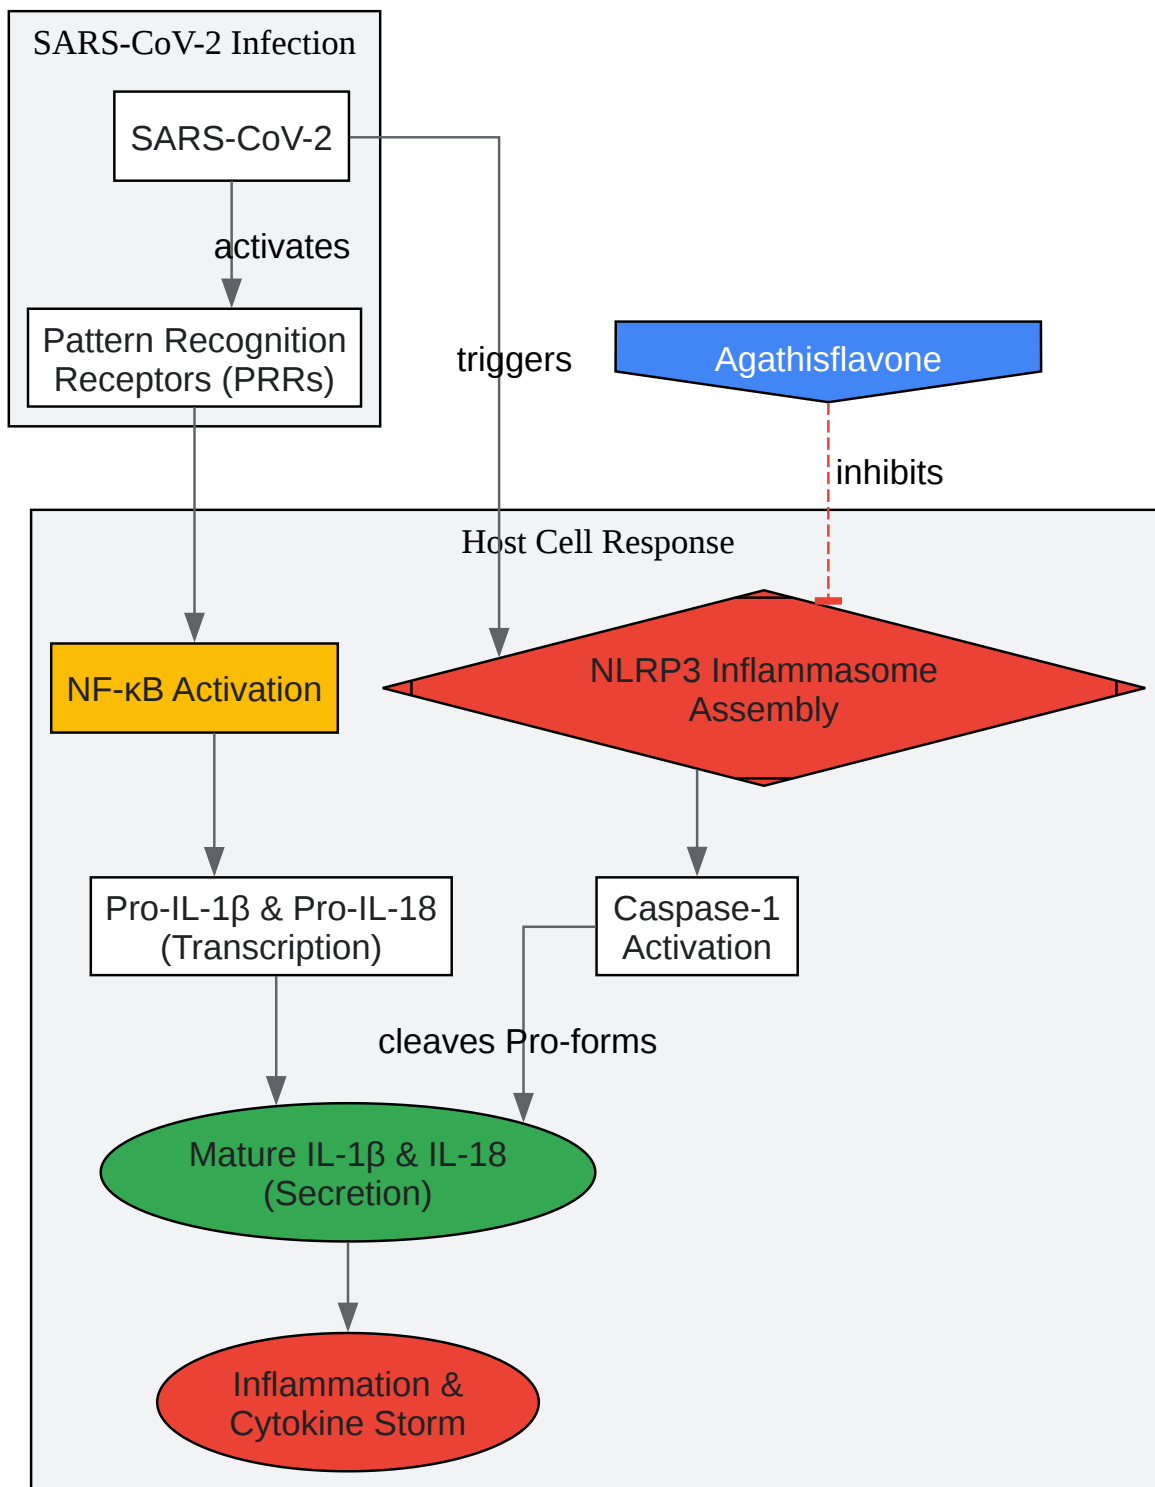 SARS-CoV-2 Infection
SARS-CoV-2
activates
Pattern Recognition
Receptors (PRRs)
triggers
Agathisflavone
inhibits
Host Cell Response
NF-κB Activation
NLRP3 Inflammasome
Assembly
Pro-IL-1β & Pro-IL-18
(Transcription)
Caspase-1
Activation
cleaves Pro-forms
Mature IL-1β & IL-18
(Secretion)
Inflammation &
Cytokine Storm